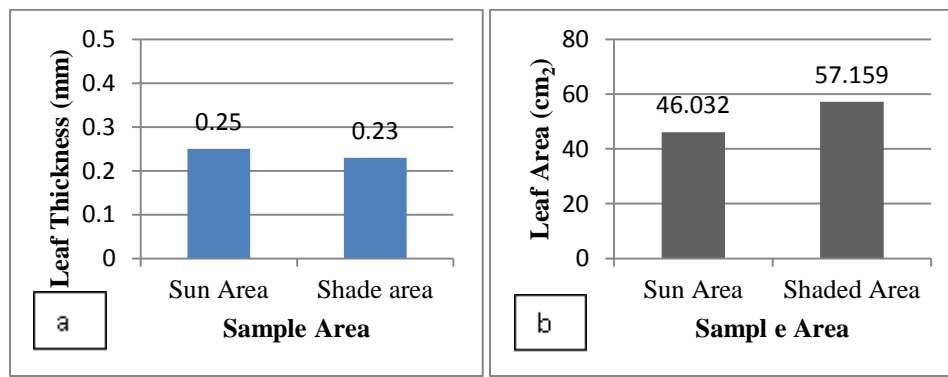 Leaf Thickness (mm)
0.5
0.4
0.3
0.2
0.1
0
0.25
0.23
Sun Area
Shade area
Sample Area
a
Leaf Area (cm₂)
80
60
40
20
0
46.032
57.159
Sun Area
Shaded Area
Sampl e Area
b